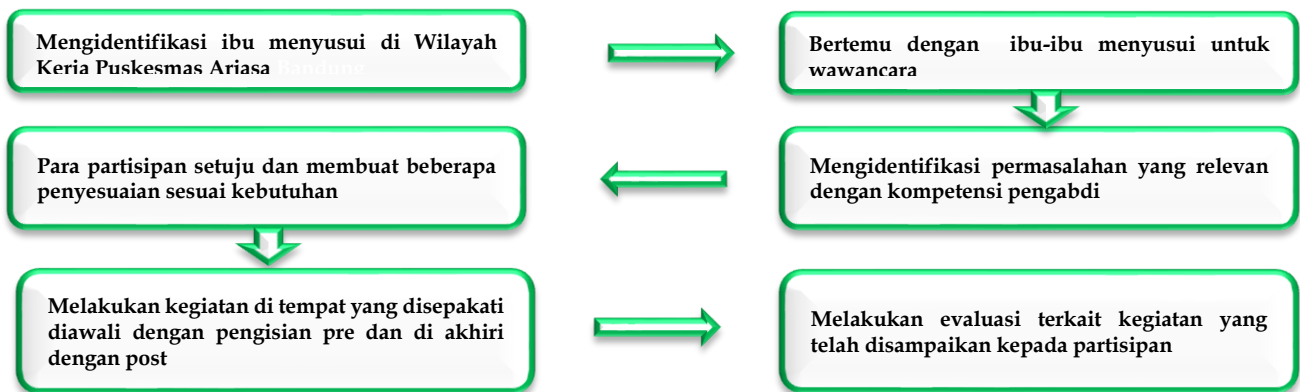 Mengidentifikasi ibu menyusui di Wilayah
Kerja Puskesmas Arjasa Bandung
Bertemu dengan ibu-ibu menyusui untuk
wawancara
Mengidentifikasi permasalahan yang relevan
dengan kompetensi pengabdi
Para partisipan setuju dan membuat beberapa
penyesuaian sesuai kebutuhan
Melakukan kegiatan di tempat yang disepakati
diawali dengan pengisian pre dan di akhiri
dengan post
Melakukan evaluasi terkait kegiatan yang
telah disampaikan kepada partisipan